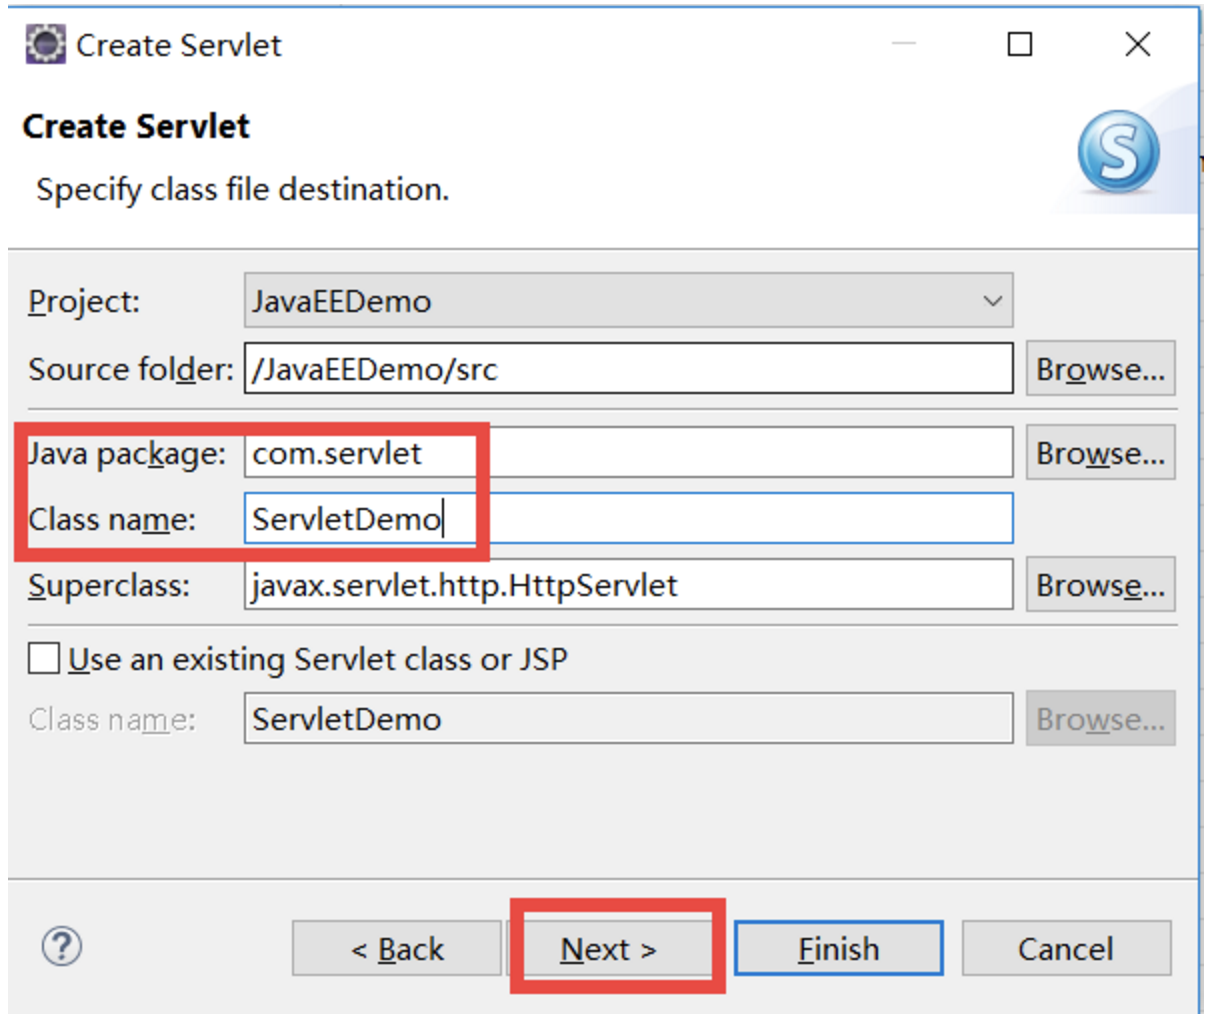 Create Servlet
Create Servlet
Specify class file destination.
Project: JavaEEDemo
Source folder: /JavaEEDemo/src Browse...
Java package: com.servlet Browse...
Class name: ServletDemo
Superclass: javax.servlet.http.HttpServlet Browse...
Use an existing Servlet class or JSP
Class name: ServletDemo Browse...
< Back Next > Finish Cancel